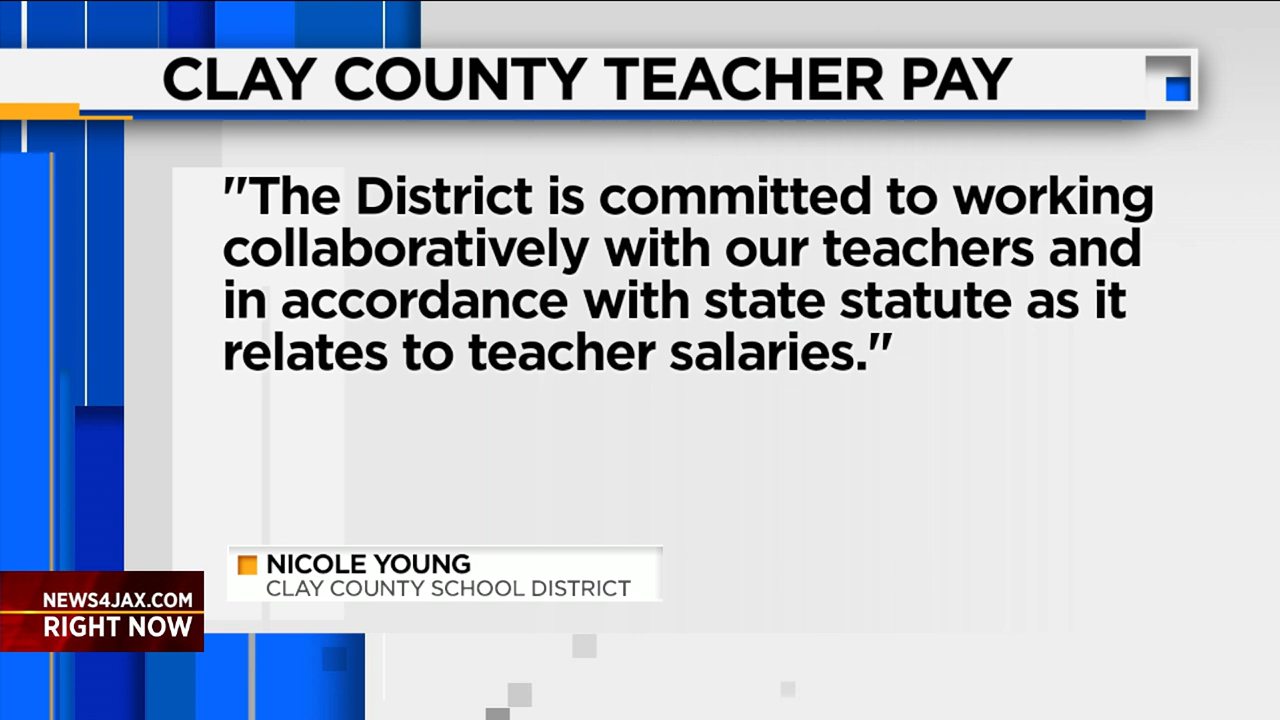 CLAY COUNTY TEACHER PAY
"The District is committed to working
collaboratively with our teachers and
in accordance with state statute as it
relates to teacher salaries."
NICOLE YOUNG
CLAY COUNTY SCHOOL DISTRICT
NEWS4JAX.COM
RIGHT NOW